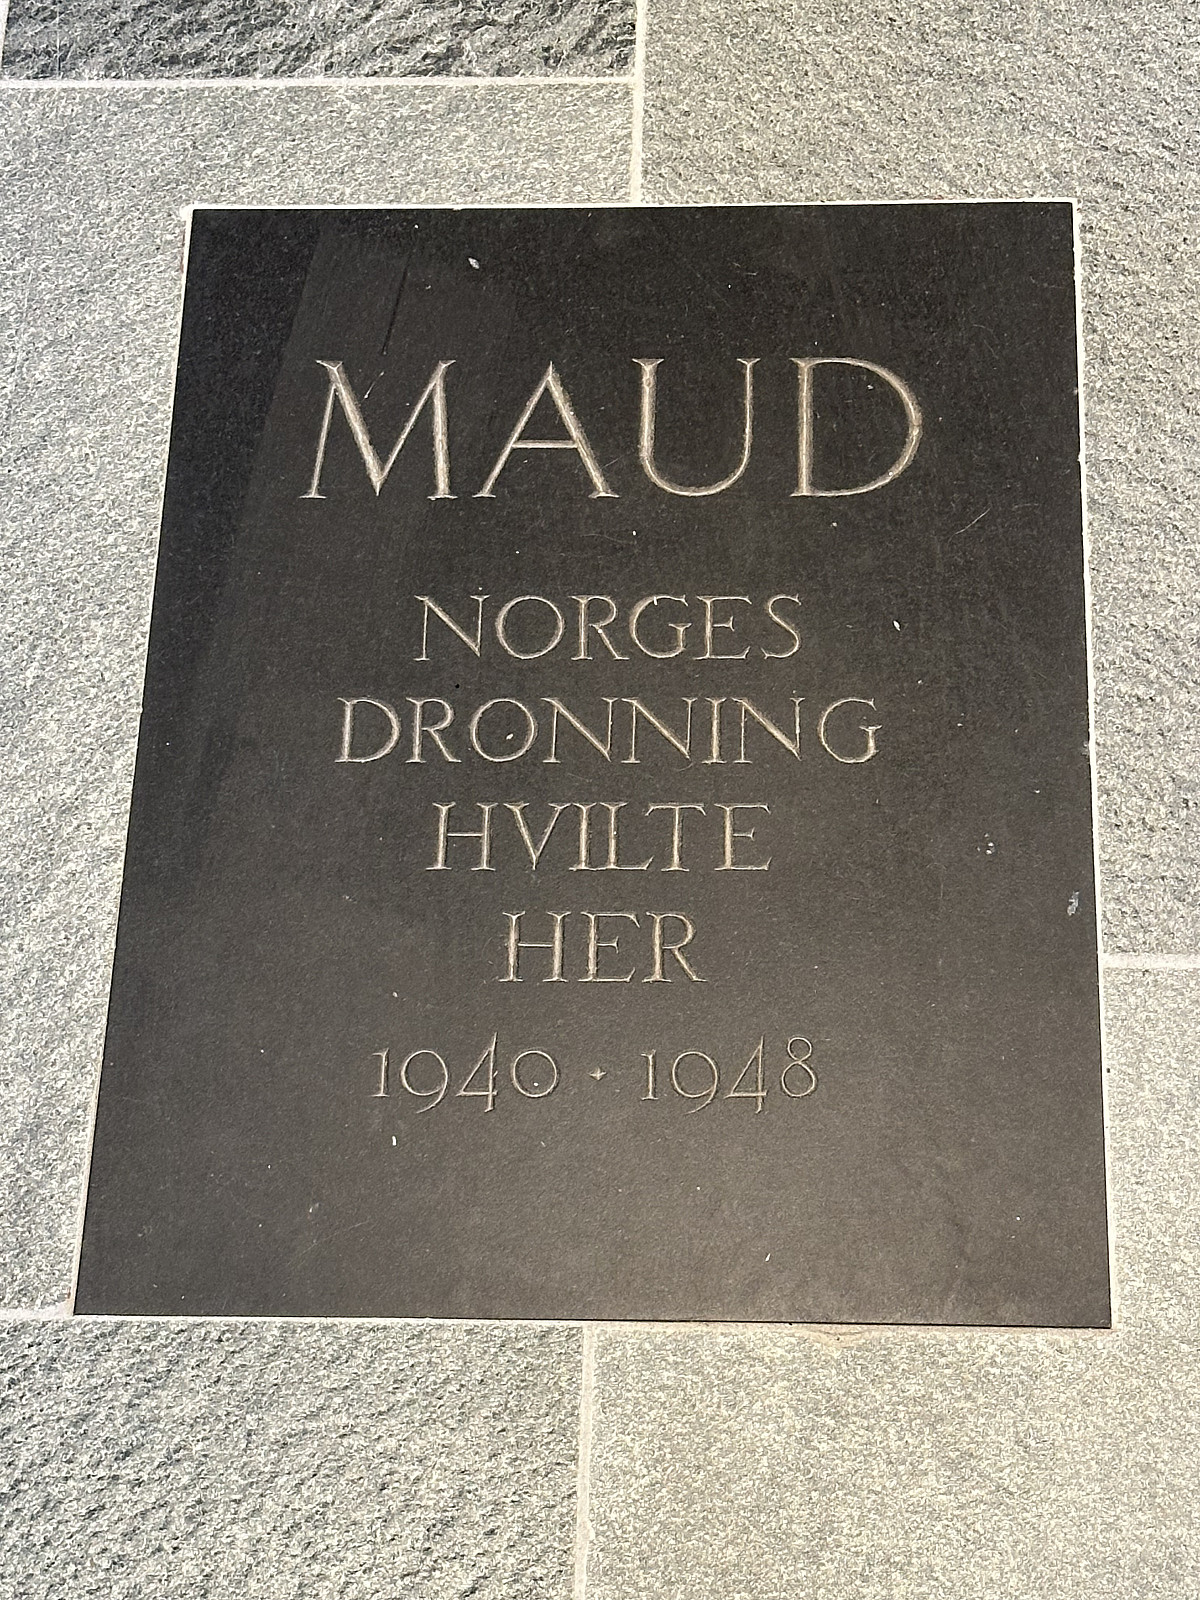 MAUD
NORGES
DRONNING
HVILTE
HER
1940 · 1948